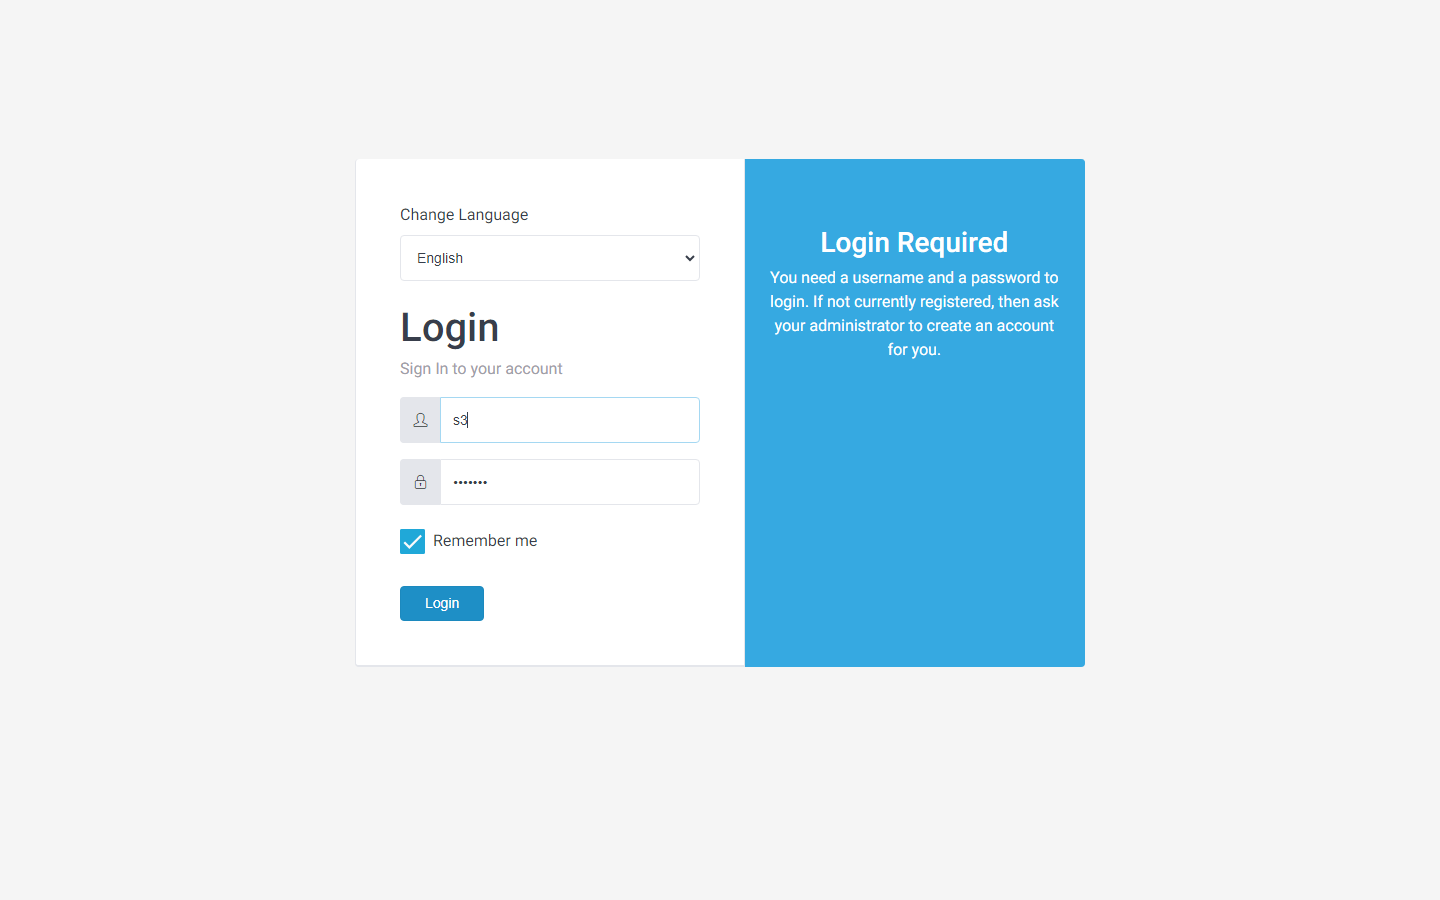 Change Language
English
Login
Sign In to your account
s3
•••••••
Remember me
Login
Login Required
You need a username and a password to
login. If not currently registered, then ask
your administrator to create an account
for you.